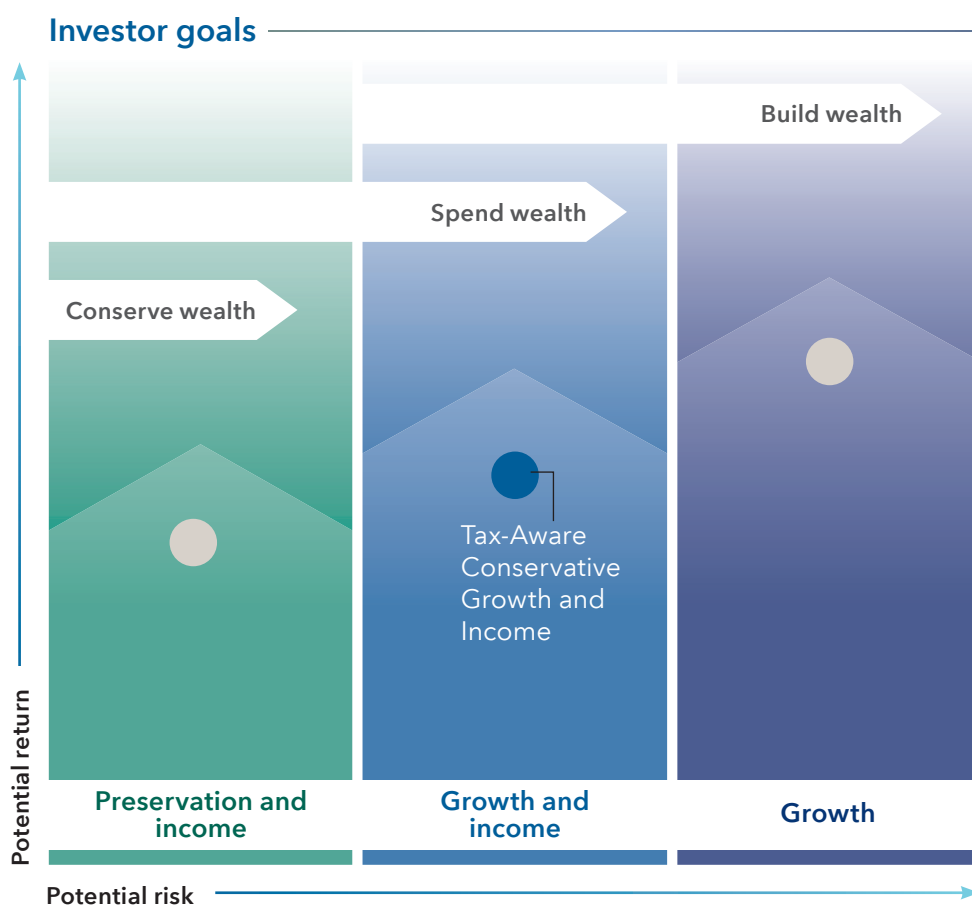 Investor goals
Build wealth
Spend wealth
Conserve wealth
Tax-Aware
Conservative
Growth and
Income
Potential return
Preservation and
income
Growth and
income
Growth
Potential risk